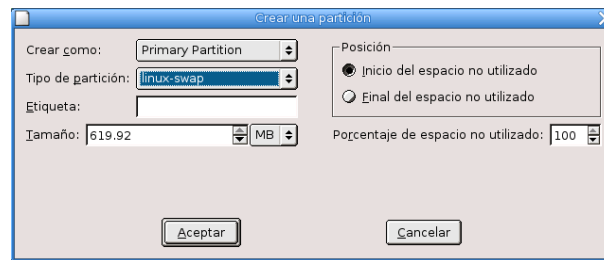 Crear una partición
Crear como: Primary Partition
Tipo de partición: linux-swap
Etiqueta:
Tamaño: 619.92 MB
Posición
Inicio del espacio no utilizado
Final del espacio no utilizado
Porcentaje de espacio no utilizado: 100
Aceptar
Cancelar